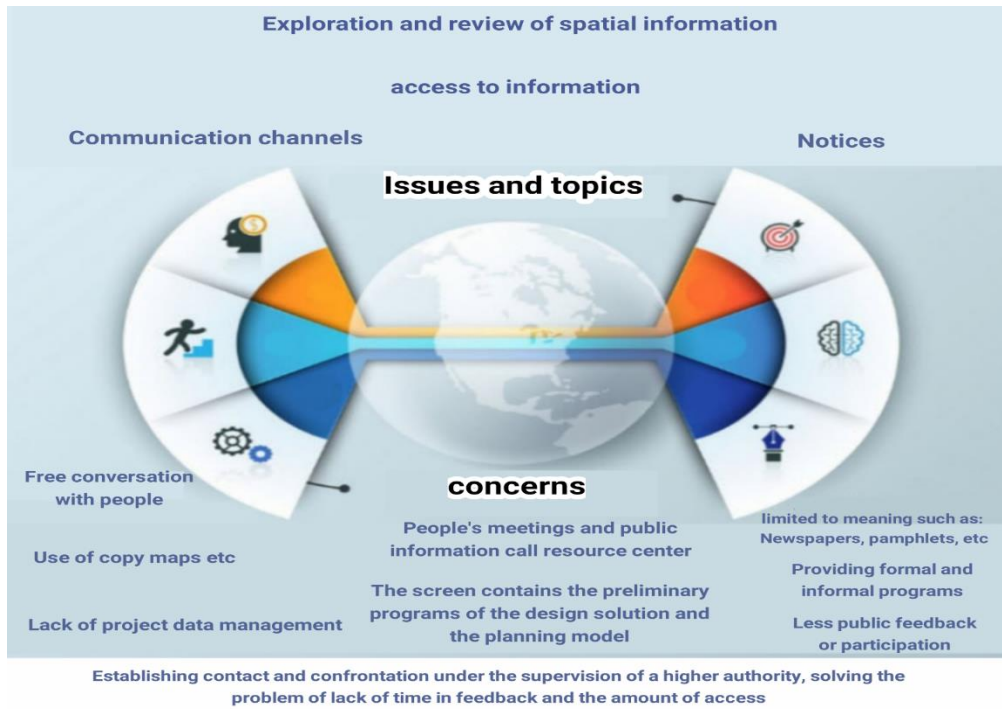 Exploration and review of spatial information
access to information
Communication channels
Notices
Issues and topics
concerns
Free conversation
with people
Use of copy maps etc
Lack of project data management
People's meetings and public
information call resource center
The screen contains the preliminary
programs of the design solution and
the planning model
limited to meaning such as:
Newspapers, pamphlets, etc
Providing formal and
informal programs
Less public feedback
or participation
Establishing contact and confrontation under the supervision of a higher authority, solving the
problem of lack of time in feedback and the amount of access